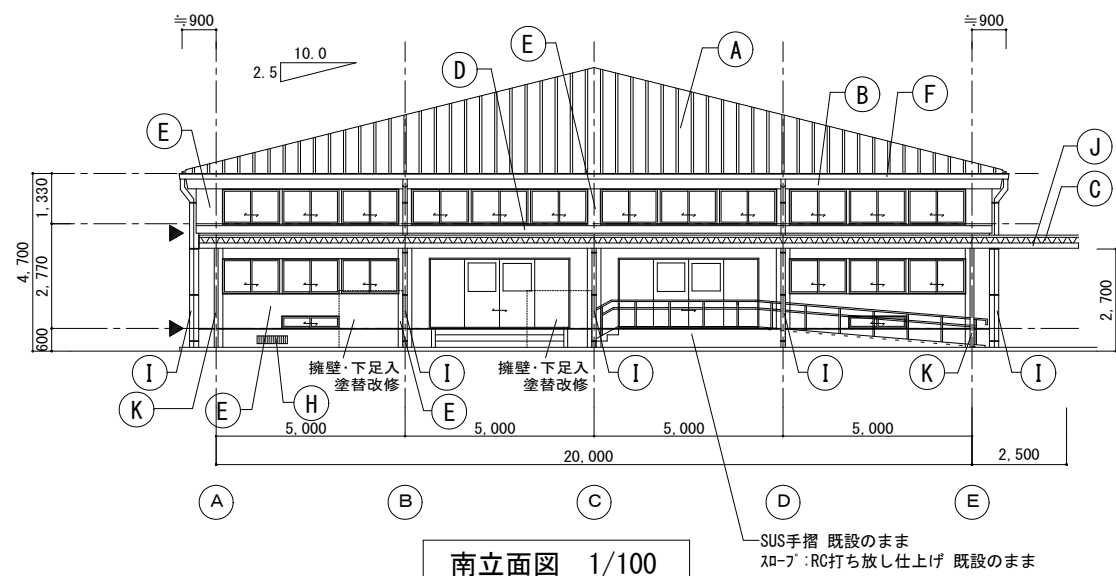 ≒900
≒900
10.0
2.5
E
A
D
B
F
E
J
C
1,330
4,700
2,770
600
2,700
I
擁壁・下足入
塗替改修
I
擁壁・下足入
塗替改修
I
I
K
I
K
E
H
E
5,000
5,000
5,000
5,000
20,000
2,500
A
B
C
D
E
SUS手摺 既設のまま
スロープ:RC打ち放し仕上げ 既設のまま
南立面図 1/100